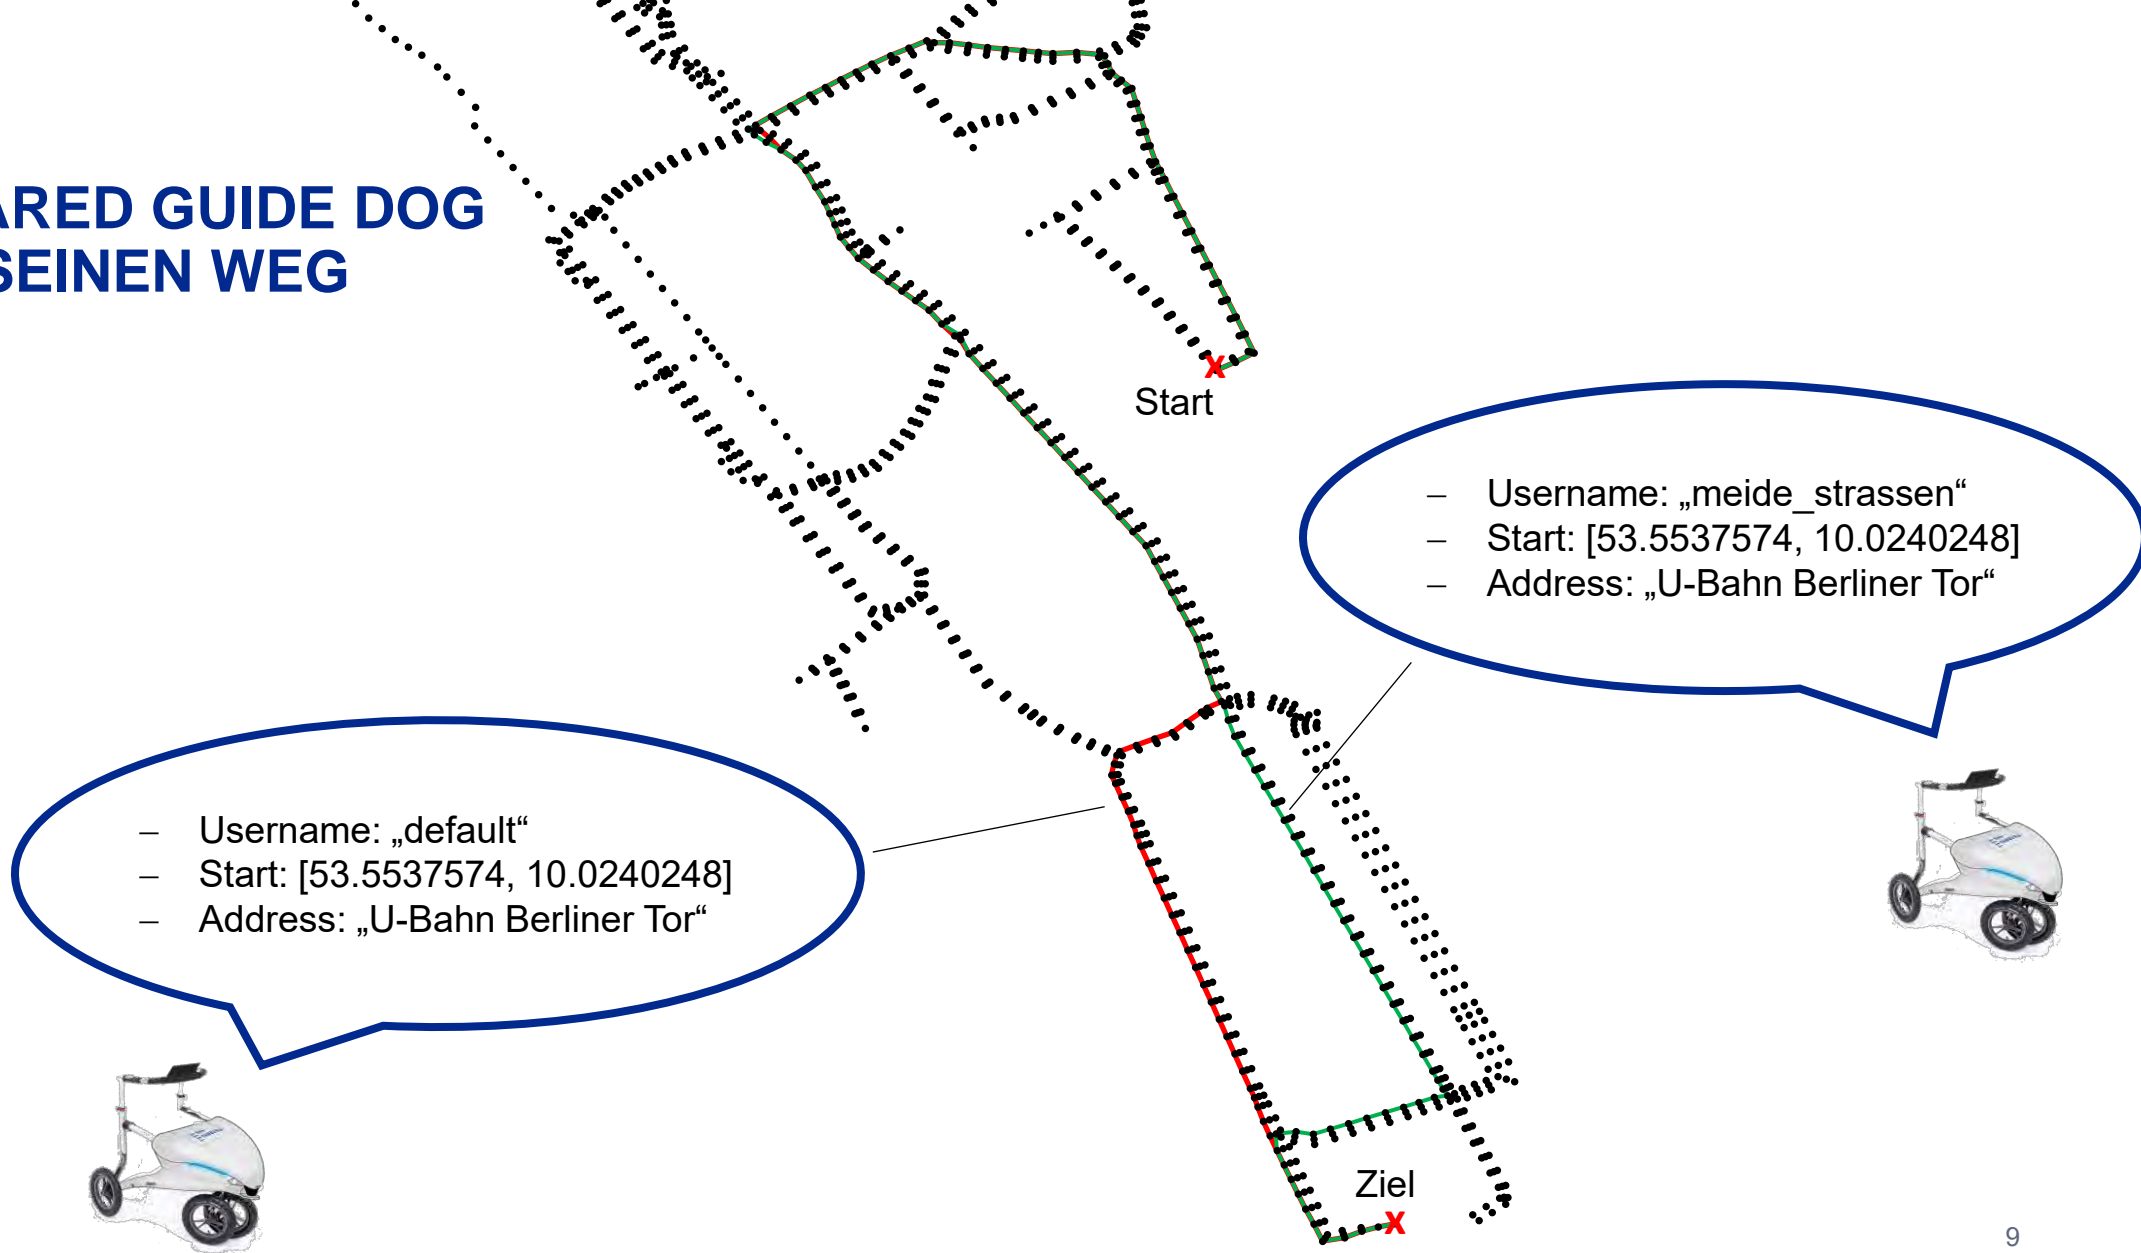 ARED GUIDE DOG
SEINEN WEG
Start
– Username: „meide_strassen“
– Start: [53.5537574, 10.0240248]
– Address: „U-Bahn Berliner Tor“
– Username: „default“
– Start: [53.5537574, 10.0240248]
– Address: „U-Bahn Berliner Tor“
Ziel
9